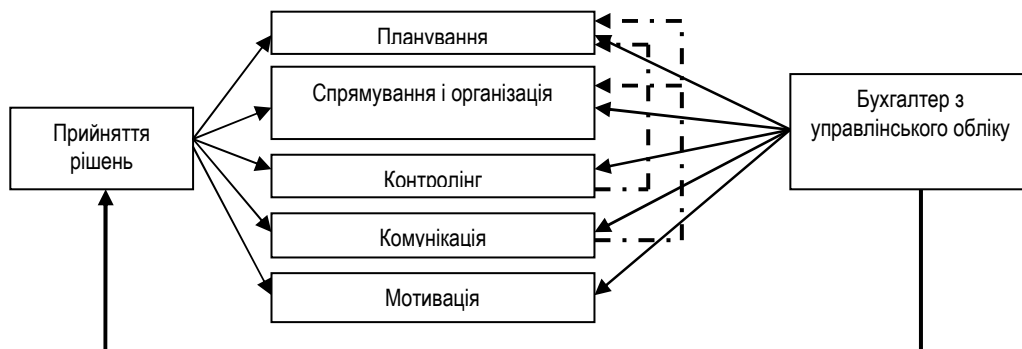 Планування
Спрямування і організація
Прийняття
рішень
Контролінг
Комунікація
Мотивація
Бухгалтер з
управлінського обліку